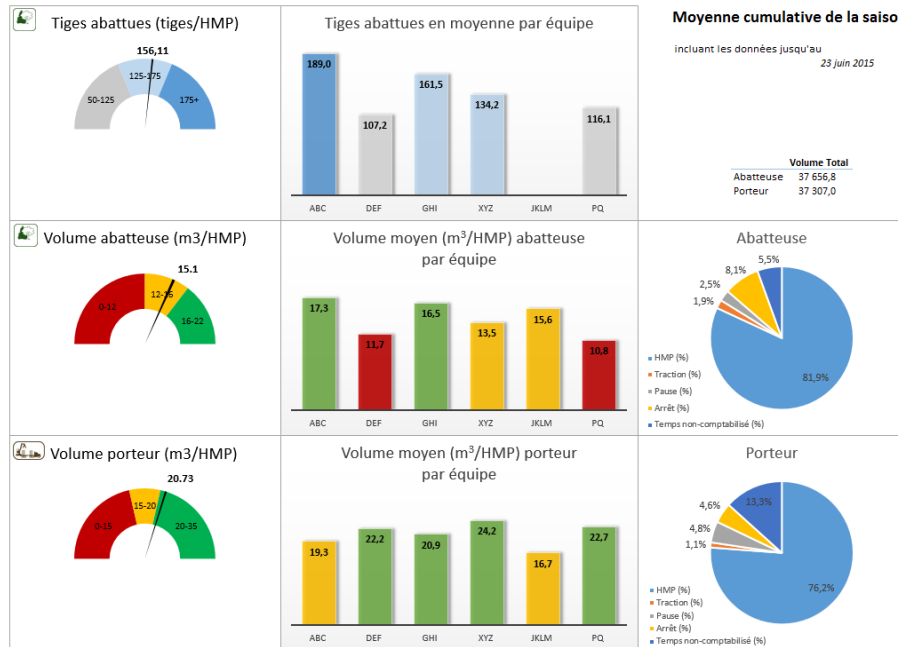 Tiges abattues (tiges/HMP)
156,11
50-125
125-175
175+
Tiges abattues en moyenne par équipe
189,0
107,2
161,5
134,2
116,1
ABC DEF GHI XYZ JKLM PQ
Moyenne cumulative de la saiso
incluant les données jusqu'au
23 juin 2015
Volume Total
Abatteuse 37 656,8
Porteur 37 307,0
Volume abatteuse (m3/HMP)
15.1
0-12
12-16
16-22
Volume moyen (m³/HMP) abatteuse
par équipe
17,3
11,7
16,5
13,5
15,6
10,8
ABC DEF GHI XYZ JKLM PQ
Abatteuse
5,5%
8,1%
2,5%
1,9%
81,9%
HMP (%)
Traction (%)
Pause (%)
Arrêt (%)
Temps non-comptabilisé (%)
Volume porteur (m3/HMP)
20.73
0-15
15-20
20-35
Volume moyen (m³/HMP) porteur
par équipe
19,3
22,2
20,9
24,2
16,7
22,7
ABC DEF GHI XYZ JKLM PQ
Porteur
13,3%
4,6%
4,8%
1,1%
76,2%
HMP (%)
Traction (%)
Pause (%)
Arrêt (%)
Temps non-comptabilisé (%)